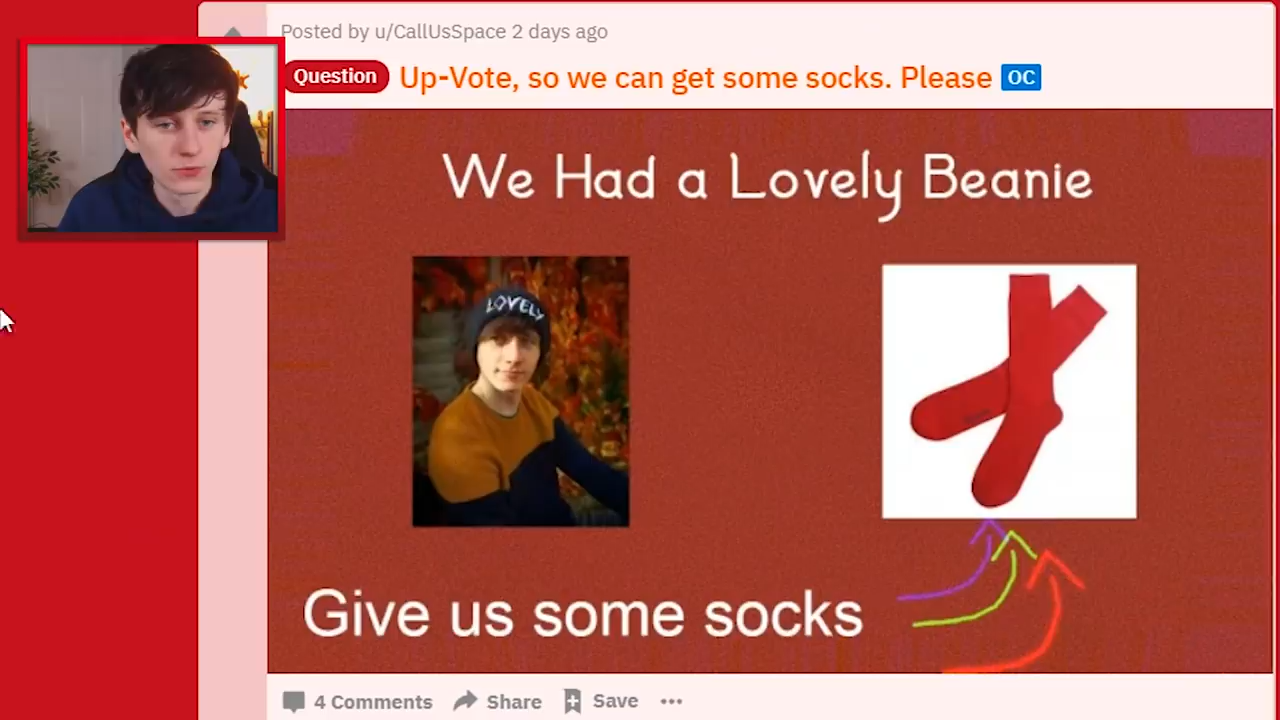 Posted by u/CallUsSpace 2 days ago
Question Up-Vote, so we can get some socks. Please OC
We Had a Lovely Beanie
LOVELY
Give us some socks
4 Comments Share Save